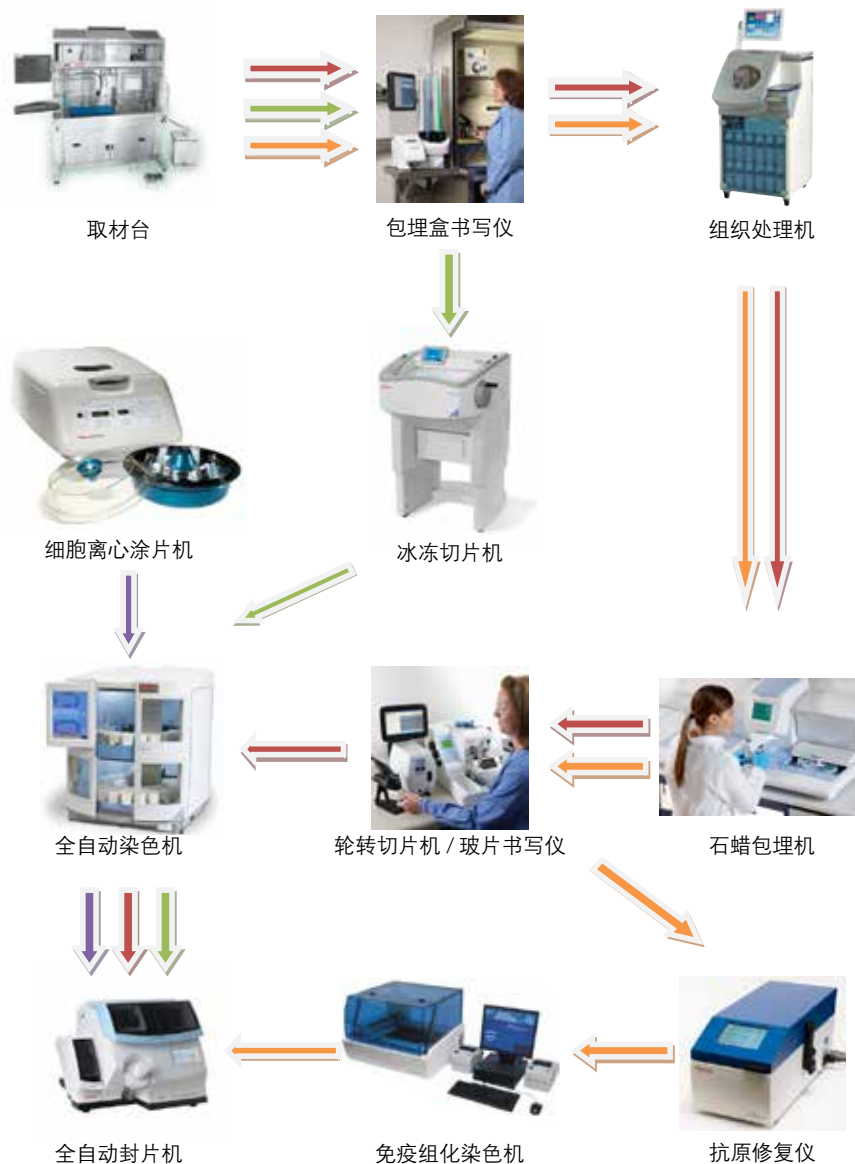 取材台
包埋盒书写仪
组织处理机
细胞离心涂片机
冰冻切片机
全自动染色机
轮转切片机 / 玻片书写仪
石蜡包埋机
全自动封片机
免疫组化染色机
抗原修复仪